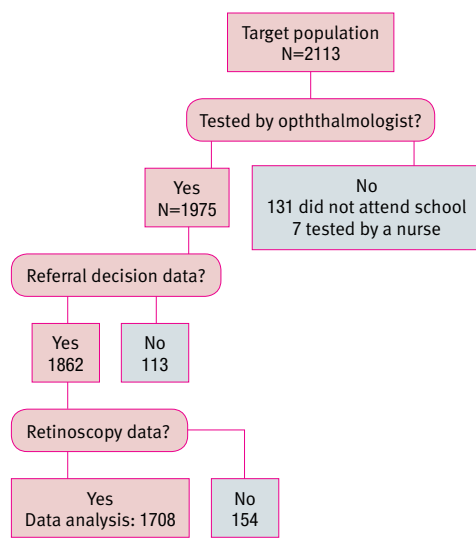 Target population
N=2113
Tested by opththalmologist?
Yes
N=1975
No
131 did not attend school
7 tested by a nurse
Referral decision data?
Yes
1862
No
113
Retinoscopy data?
Yes
Data analysis: 1708
No
154